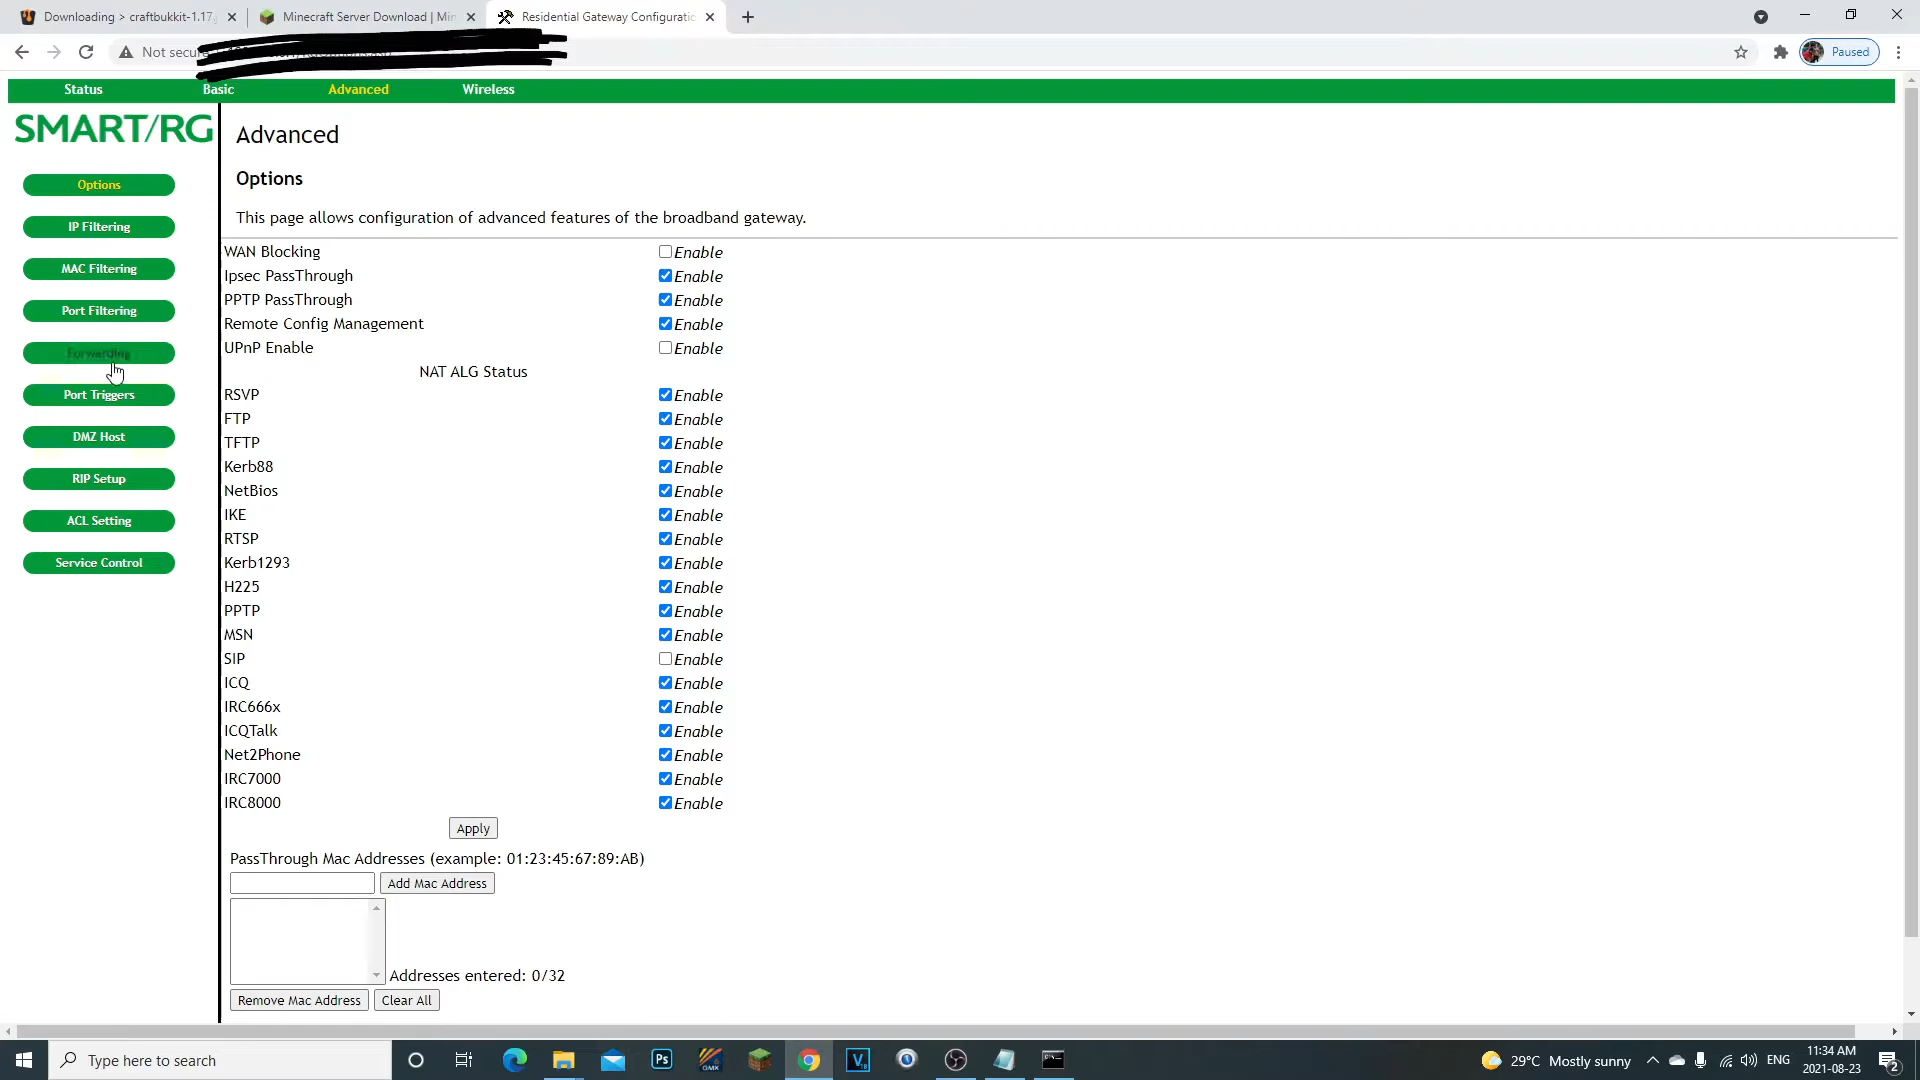 Downloading > craftbukkit-1.17.
Minecraft Server Download | Min
Residential Gateway Configuratio
Not secure
Paused
Status Basic Advanced Wireless
SMART/RG
Options
IP Filtering
MAC Filtering
Port Filtering
Forwarding
Port Triggers
DMZ Host
RIP Setup
ACL Setting
Service Control
Advanced
Options
This page allows configuration of advanced features of the broadband gateway.
WAN Blocking Enable
Ipsec PassThrough Enable
PPTP PassThrough Enable
Remote Config Management Enable
UPnP Enable Enable
NAT ALG Status
RSVP Enable
FTP Enable
TFTP Enable
Kerb88 Enable
NetBios Enable
IKE Enable
RTSP Enable
Kerb1293 Enable
H225 Enable
PPTP Enable
MSN Enable
SIP Enable
ICQ Enable
IRC666x Enable
ICQTalk Enable
Net2Phone Enable
IRC7000 Enable
IRC8000 Enable
Apply
PassThrough Mac Addresses (example: 01:23:45:67:89:AB)
Add Mac Address
Addresses entered: 0/32
Remove Mac Address Clear All
Type here to search
Ps
GMX
29°C Mostly sunny
ENG
11:34 AM
2021-08-23
2